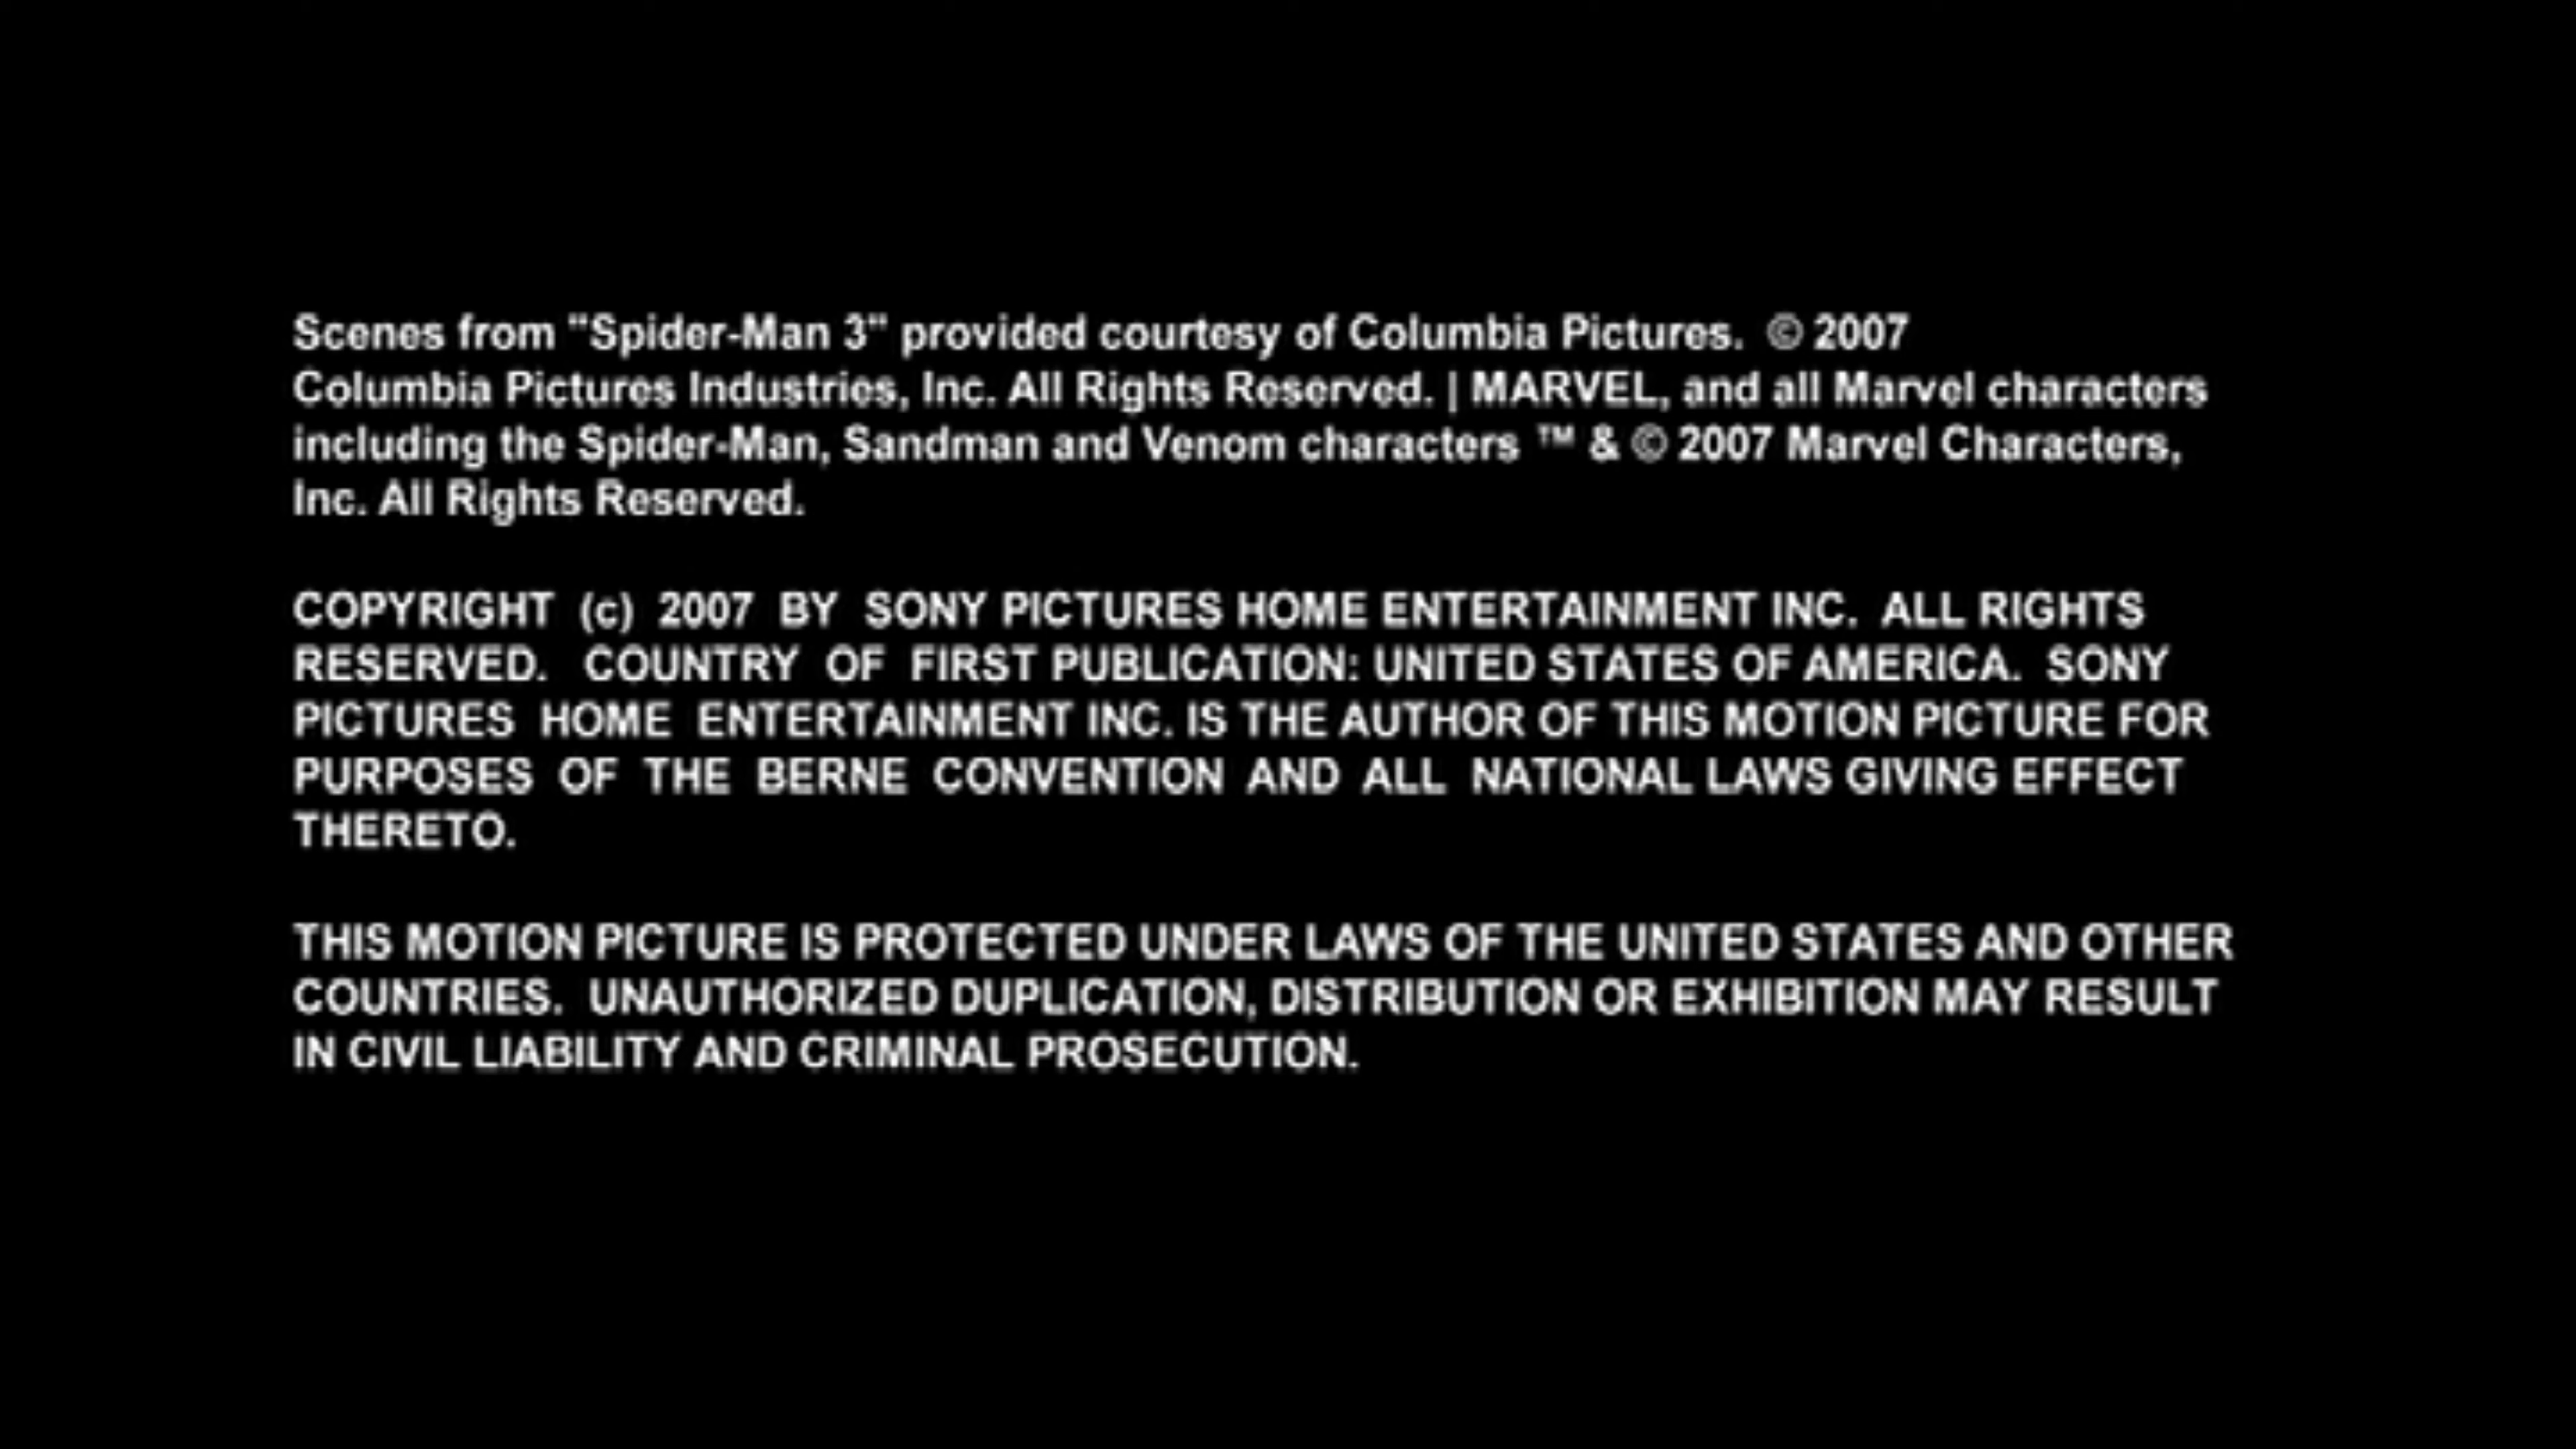 Scenes from "Spider-Man 3" provided courtesy of Columbia Pictures.  © 2007
Columbia Pictures Industries, Inc. All Rights Reserved. | MARVEL, and all Marvel characters
including the Spider-Man, Sandman and Venom characters ™ & © 2007 Marvel Characters,
Inc. All Rights Reserved.
COPYRIGHT  (c)  2007  BY  SONY PICTURES HOME ENTERTAINMENT INC.  ALL RIGHTS
RESERVED.   COUNTRY  OF  FIRST PUBLICATION: UNITED STATES OF AMERICA.  SONY
PICTURES  HOME  ENTERTAINMENT INC. IS THE AUTHOR OF THIS MOTION PICTURE FOR
PURPOSES  OF  THE  BERNE  CONVENTION  AND  ALL  NATIONAL LAWS GIVING EFFECT
THERETO.
THIS MOTION PICTURE IS PROTECTED UNDER LAWS OF THE UNITED STATES AND OTHER
COUNTRIES.  UNAUTHORIZED DUPLICATION, DISTRIBUTION OR EXHIBITION MAY RESULT
IN CIVIL LIABILITY AND CRIMINAL PROSECUTION.